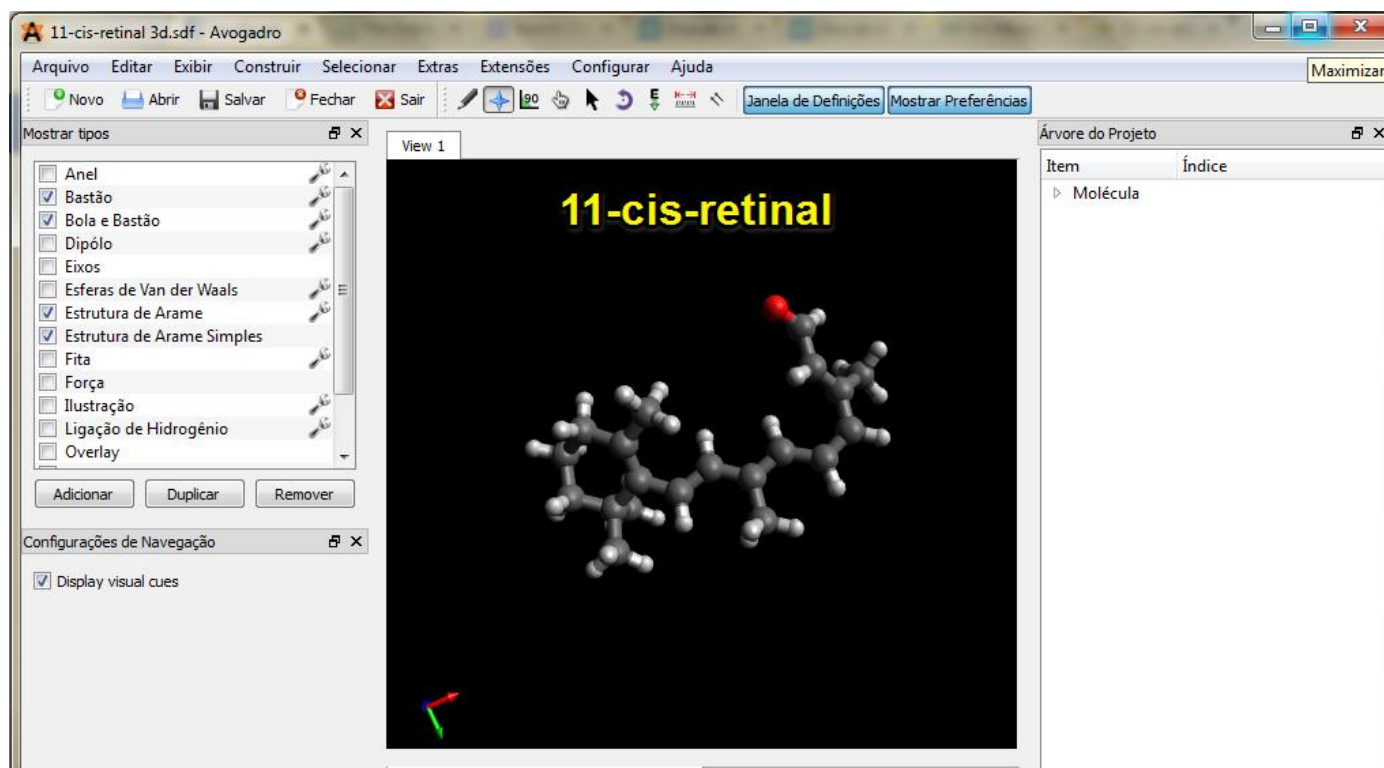 11-cis-retinal 3d.sdf - Avogadro
Arquivo Editar Exibir Construir Selecionar Extras Extensões Configurar Ajuda
Maximizar
Novo Abrir Salvar Fechar Sair 90 E Janela de Definições Mostrar Preferências
Mostrar tipos
View 1
Árvore do Projeto
Item Índice
Molécula
Anel
Bastão
Bola e Bastão
Dipólo
Eixos
Esferas de Van der Waals
Estrutura de Arame
Estrutura de Arame Simples
Fita
Força
Ilustração
Ligação de Hidrogênio
Overlay
Adicionar Duplicar Remover
Configurações de Navegação
Display visual cues
11-cis-retinal